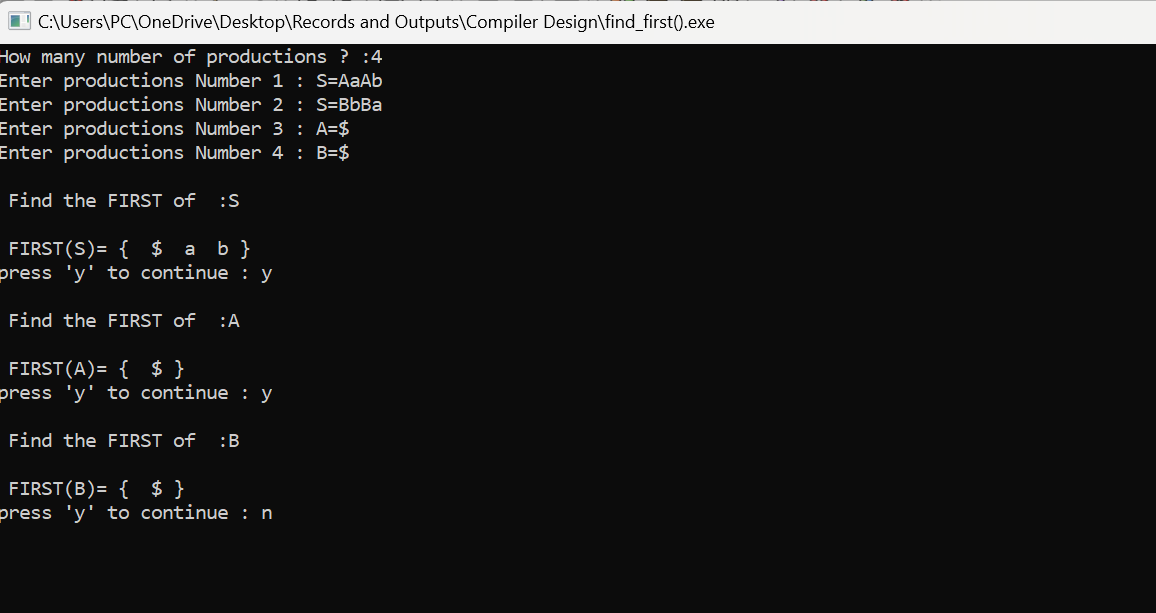 C:\Users\PC\OneDrive\Desktop\Records and Outputs\Compiler Design\find_first().exe
How many number of productions ? :4
Enter productions Number 1 : S=AaAb
Enter productions Number 2 : S=BbBa
Enter productions Number 3 : A=$
Enter productions Number 4 : B=$
Find the FIRST of  :S
FIRST(S)= {  $  a  b }
press 'y' to continue : y
Find the FIRST of  :A
FIRST(A)= {  $ }
press 'y' to continue : y
Find the FIRST of  :B
FIRST(B)= {  $ }
press 'y' to continue : n